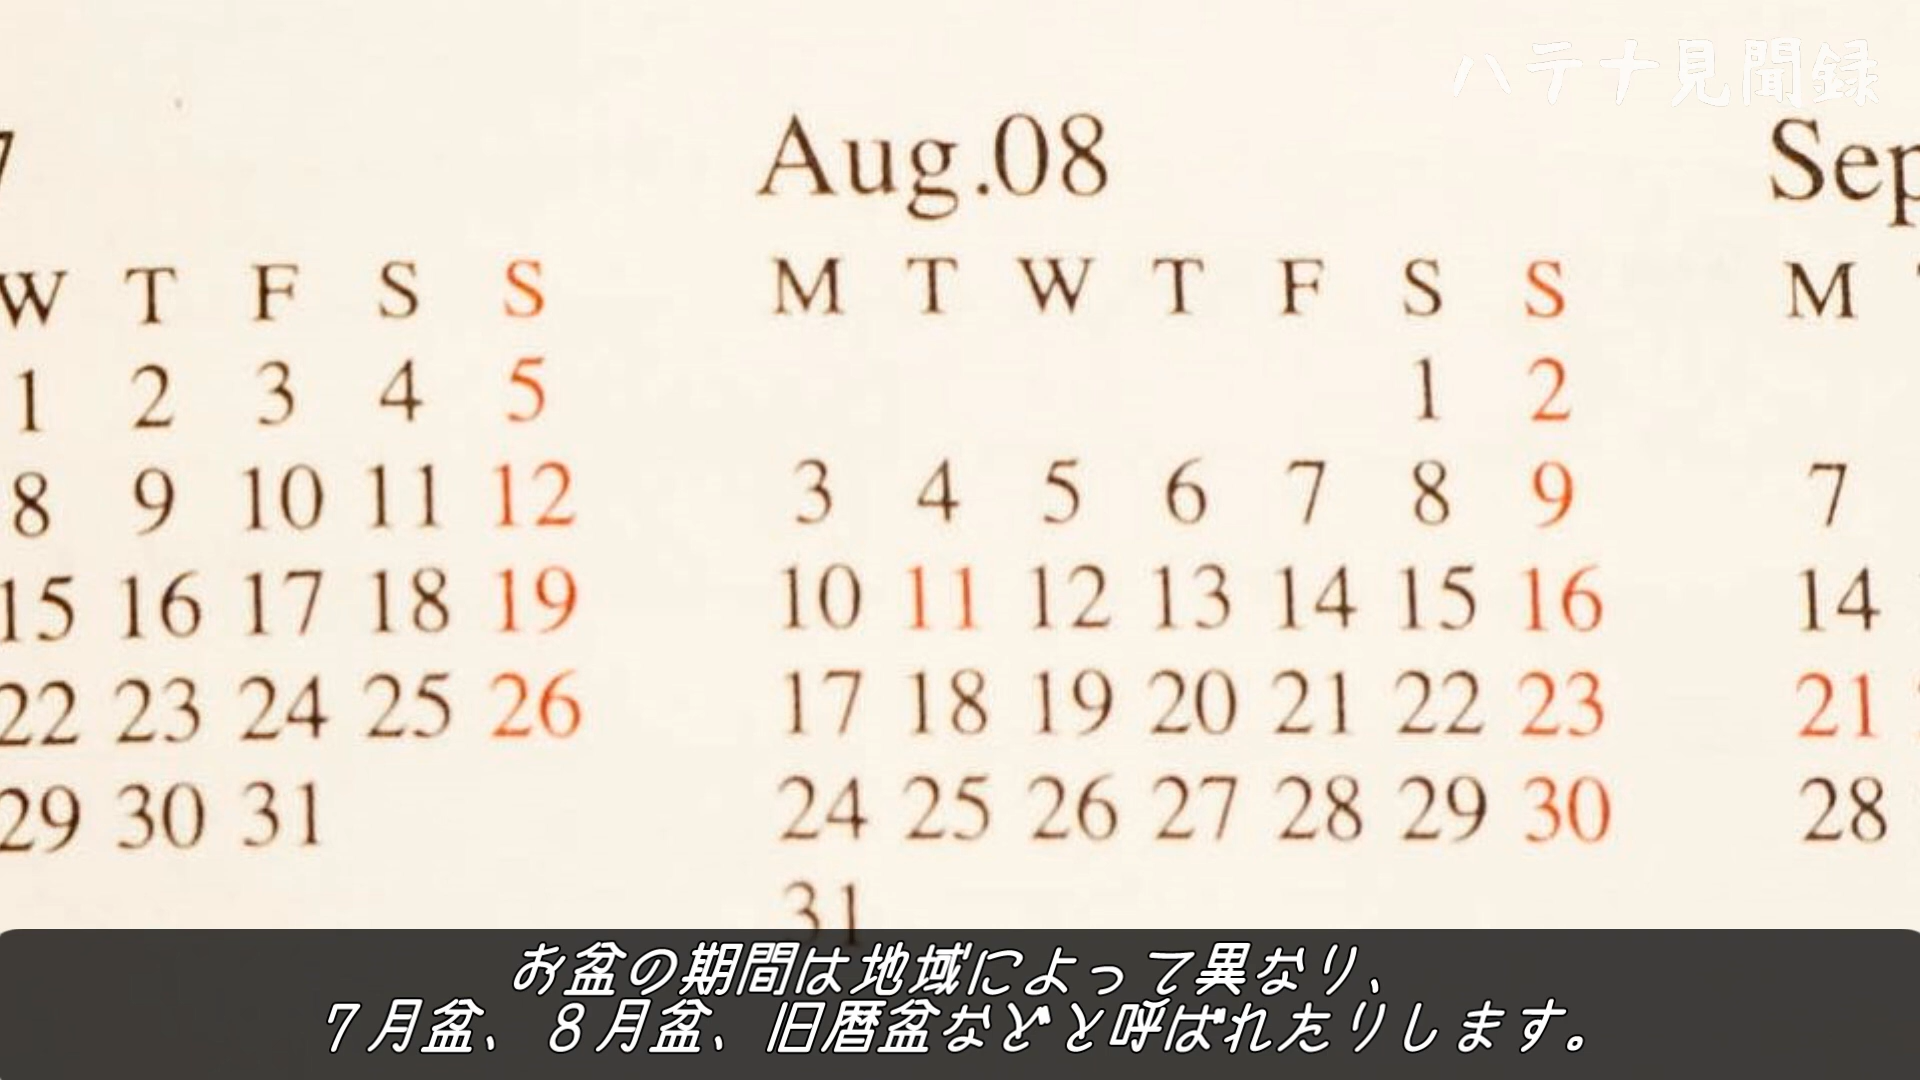 ハテナ見聞録
7
Aug.08
Sep
W T F S S
M T W T F S S
M
1 2 3 4 5
1 2
8 9 10 11 12
3 4 5 6 7 8 9
7
15 16 17 18 19
10 11 12 13 14 15 16
14
22 23 24 25 26
17 18 19 20 21 22 23
21
29 30 31
24 25 26 27 28 29 30
28
31
お盆の期間は地域によって異なり、
７月盆、８月盆、旧暦盆などと呼ばれたりします。